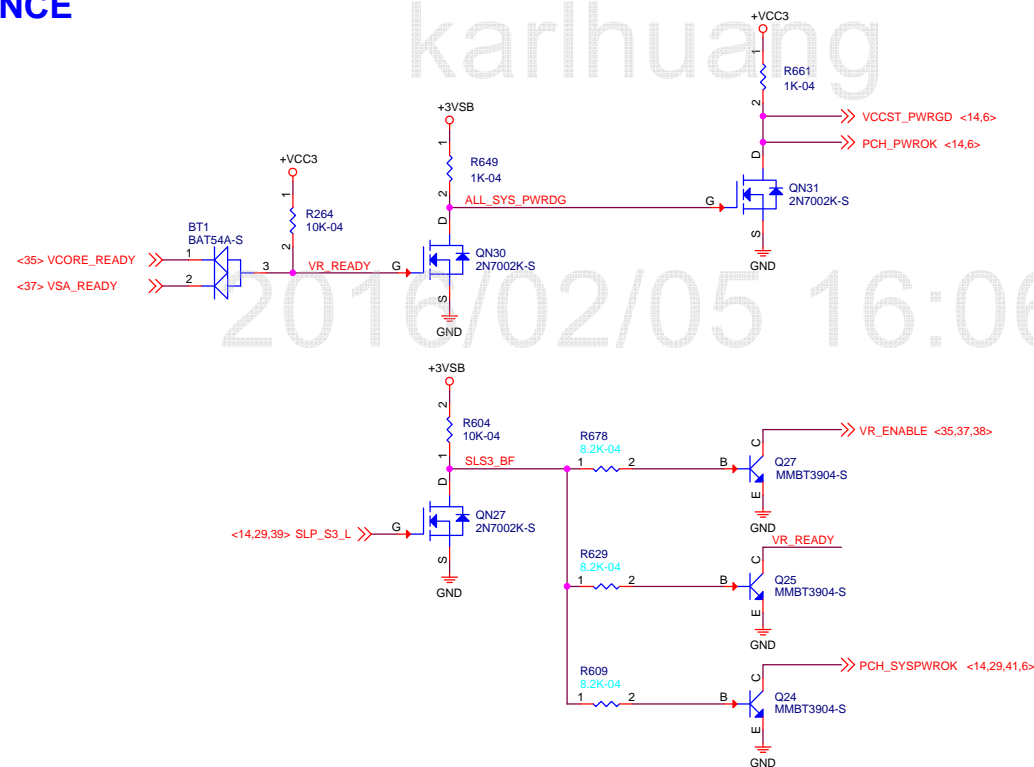 NCE
karlhuang
2016/02/05 16:06
+VCC3
1
R661
1K-04
2
VCCST_PWRGD <14,6>
PCH_PWROK <14,6>
+3VSB
1
R649
1K-04
2
ALL_SYS_PWRDG
D
G
QN31
2N7002K-S
S
GND
+VCC3
1
R264
10K-04
2
BT1
BAT54A-S
<35> VCORE_READY
1
3
VR_READY
<37> VSA_READY
2
D
G
QN30
2N7002K-S
S
GND
+3VSB
2
R604
10K-04
1
SLS3_BF
D
<14,29,39> SLP_S3_L
G
QN27
2N7002K-S
S
GND
R678
8.2K-04
1 2
B
C
Q27
MMBT3904-S
E
GND
VR_ENABLE <35,37,38>
R629
8.2K-04
1 2
VR_READY
B
C
Q25
MMBT3904-S
E
GND
R609
8.2K-04
1 2
PCH_SYSPWROK <14,29,41,6>
B
C
Q24
MMBT3904-S
E
GND